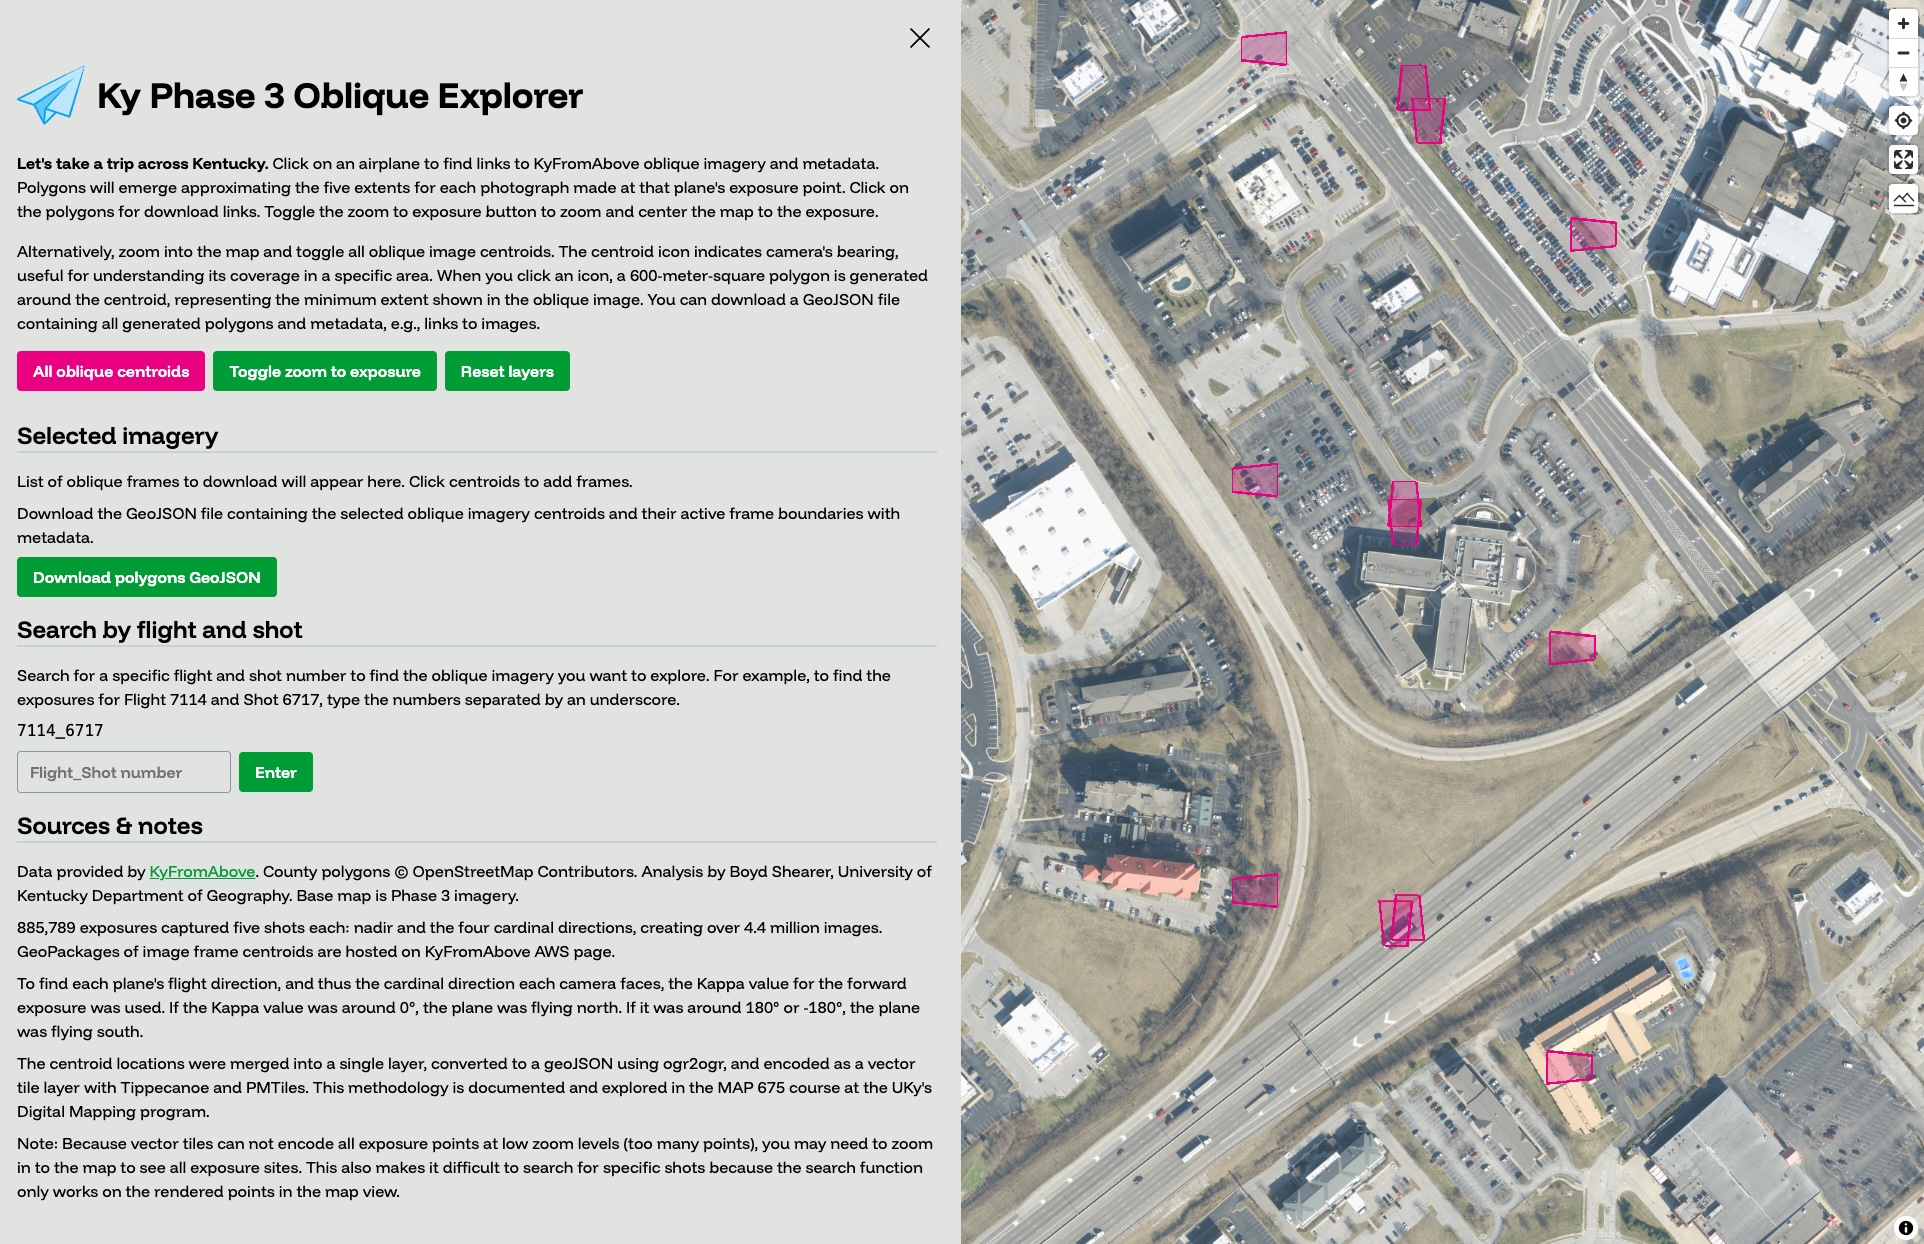 Ky Phase 3 Oblique Explorer
Let's take a trip across Kentucky. Click on an airplane to find links to KyFromAbove oblique imagery and metadata.
Polygons will emerge approximating the five extents for each photograph made at that plane's exposure point. Click on
the polygons for download links. Toggle the zoom to exposure button to zoom and center the map to the exposure.
Alternatively, zoom into the map and toggle all oblique image centroids. The centroid icon indicates camera's bearing,
useful for understanding its coverage in a specific area. When you click an icon, a 600-meter-square polygon is generated
around the centroid, representing the minimum extent shown in the oblique image. You can download a GeoJSON file
containing all generated polygons and metadata, e.g., links to images.
All oblique centroids
Toggle zoom to exposure
Reset layers
Selected imagery
List of oblique frames to download will appear here. Click centroids to add frames.
Download the GeoJSON file containing the selected oblique imagery centroids and their active frame boundaries with
metadata.
Download polygons GeoJSON
Search by flight and shot
Search for a specific flight and shot number to find the oblique imagery you want to explore. For example, to find the
exposures for Flight 7114 and Shot 6717, type the numbers separated by an underscore.
7114_6717
Flight_Shot number
Enter
Sources & notes
Data provided by KyFromAbove. County polygons © OpenStreetMap Contributors. Analysis by Boyd Shearer, University of
Kentucky Department of Geography. Base map is Phase 3 imagery.
885,789 exposures captured five shots each: nadir and the four cardinal directions, creating over 4.4 million images.
GeoPackages of image frame centroids are hosted on KyFromAbove AWS page.
To find each plane's flight direction, and thus the cardinal direction each camera faces, the Kappa value for the forward
exposure was used. If the Kappa value was around 0°, the plane was flying north. If it was around 180° or -180°, the plane
was flying south.
The centroid locations were merged into a single layer, converted to a geoJSON using ogr2ogr, and encoded as a vector
tile layer with Tippecanoe and PMTiles. This methodology is documented and explored in the MAP 675 course at the UKy's
Digital Mapping program.
Note: Because vector tiles can not encode all exposure points at low zoom levels (too many points), you may need to zoom
in to the map to see all exposure sites. This also makes it difficult to search for specific shots because the search function
only works on the rendered points in the map view.